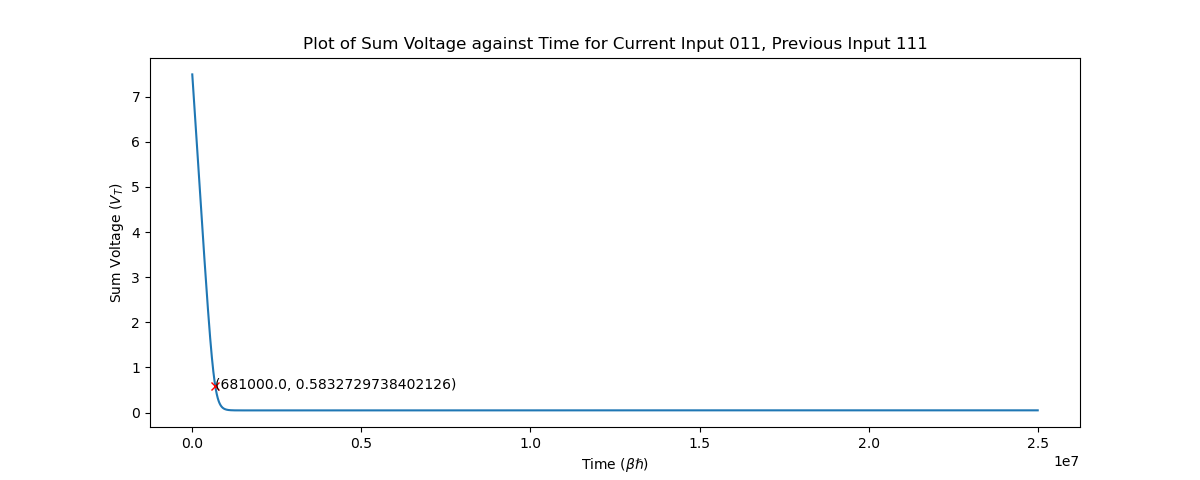 Plot of Sum Voltage against Time for Current Input 011, Previous Input 111
Sum Voltage (V_T)
7
6
5
4
3
2
1
0
(681000.0, 0.5832729738402126)
0.0 0.5 1.0 1.5 2.0 2.5
1e7
Time (βℏ)